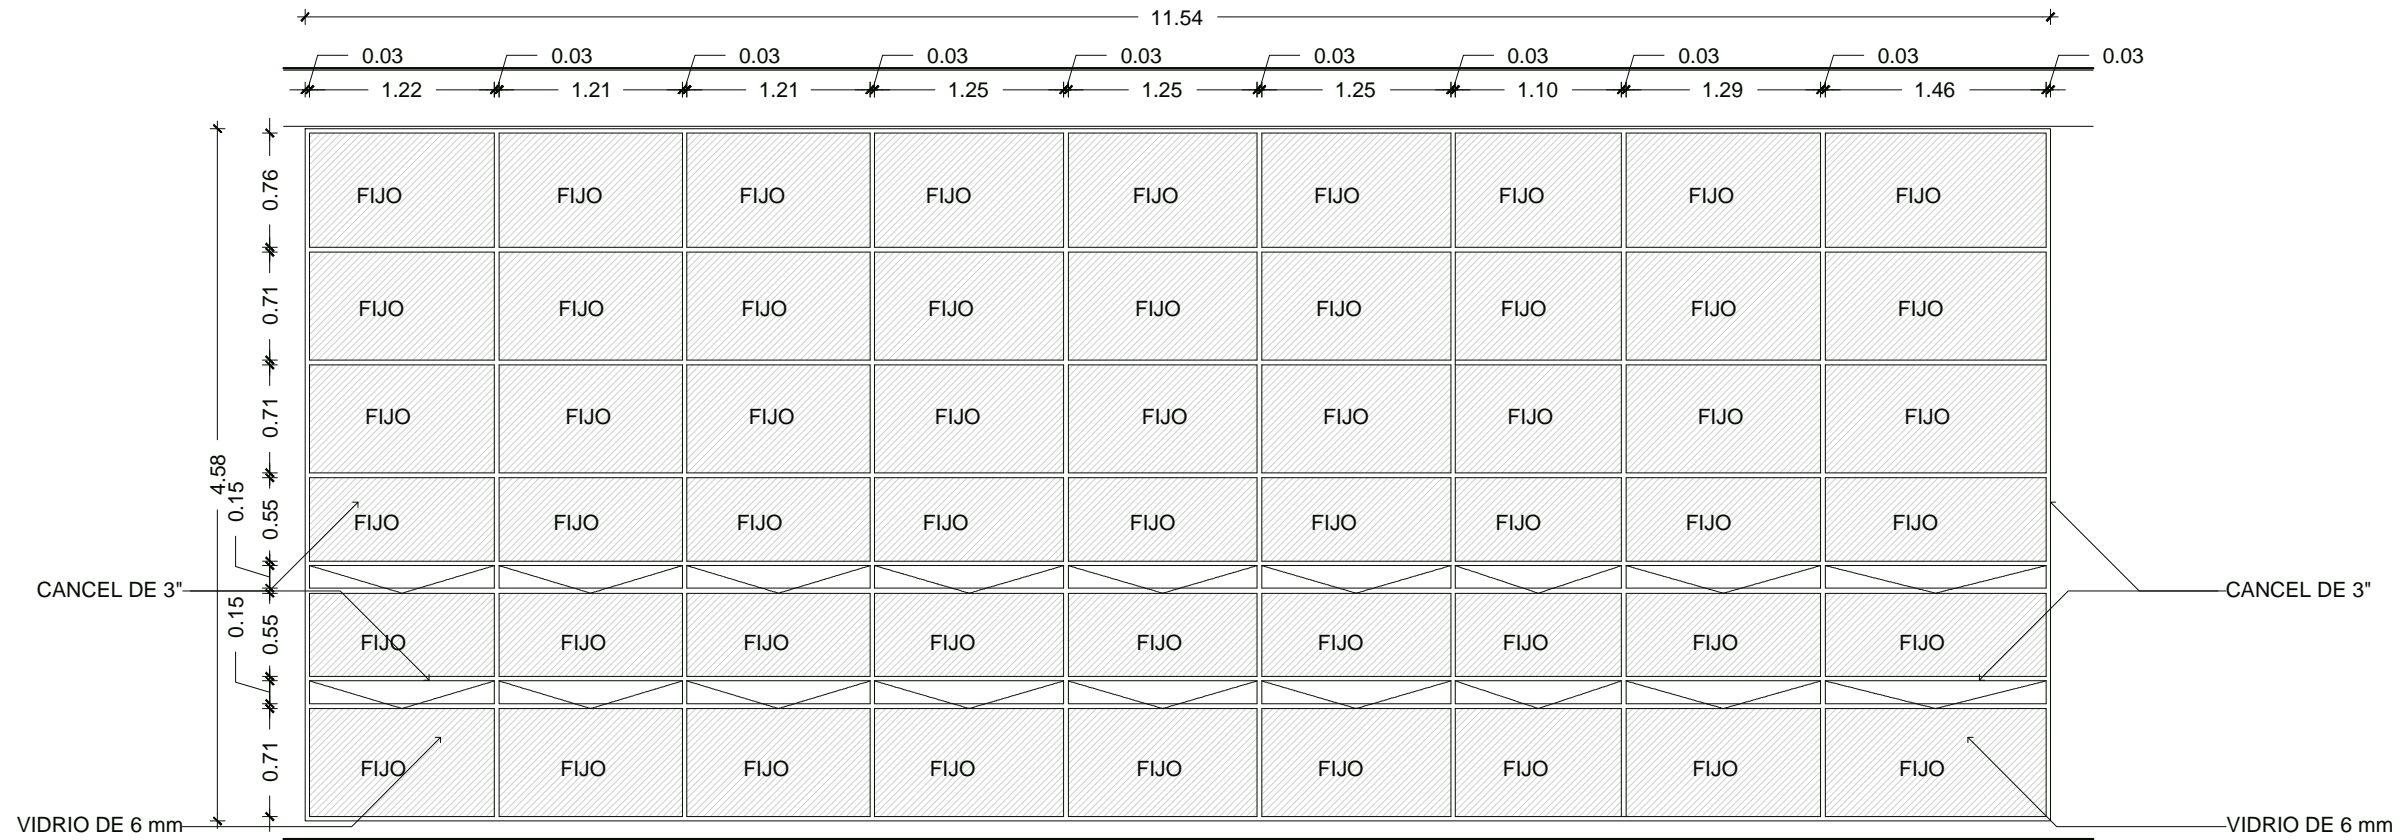 11.54
0.03 0.03 0.03 0.03 0.03 0.03 0.03 0.03 0.03 0.03
1.22 1.21 1.21 1.25 1.25 1.25 1.10 1.29 1.46
0.76 FIJO FIJO FIJO FIJO FIJO FIJO FIJO FIJO FIJO
0.71 FIJO FIJO FIJO FIJO FIJO FIJO FIJO FIJO FIJO
0.71 FIJO FIJO FIJO FIJO FIJO FIJO FIJO FIJO FIJO
4.58
0.15
0.55 FIJO FIJO FIJO FIJO FIJO FIJO FIJO FIJO FIJO
CANCEL DE 3" CANCEL DE 3"
0.15
0.55 FIJO FIJO FIJO FIJO FIJO FIJO FIJO FIJO FIJO
0.71 FIJO FIJO FIJO FIJO FIJO FIJO FIJO FIJO FIJO
VIDRIO DE 6 mm VIDRIO DE 6 mm